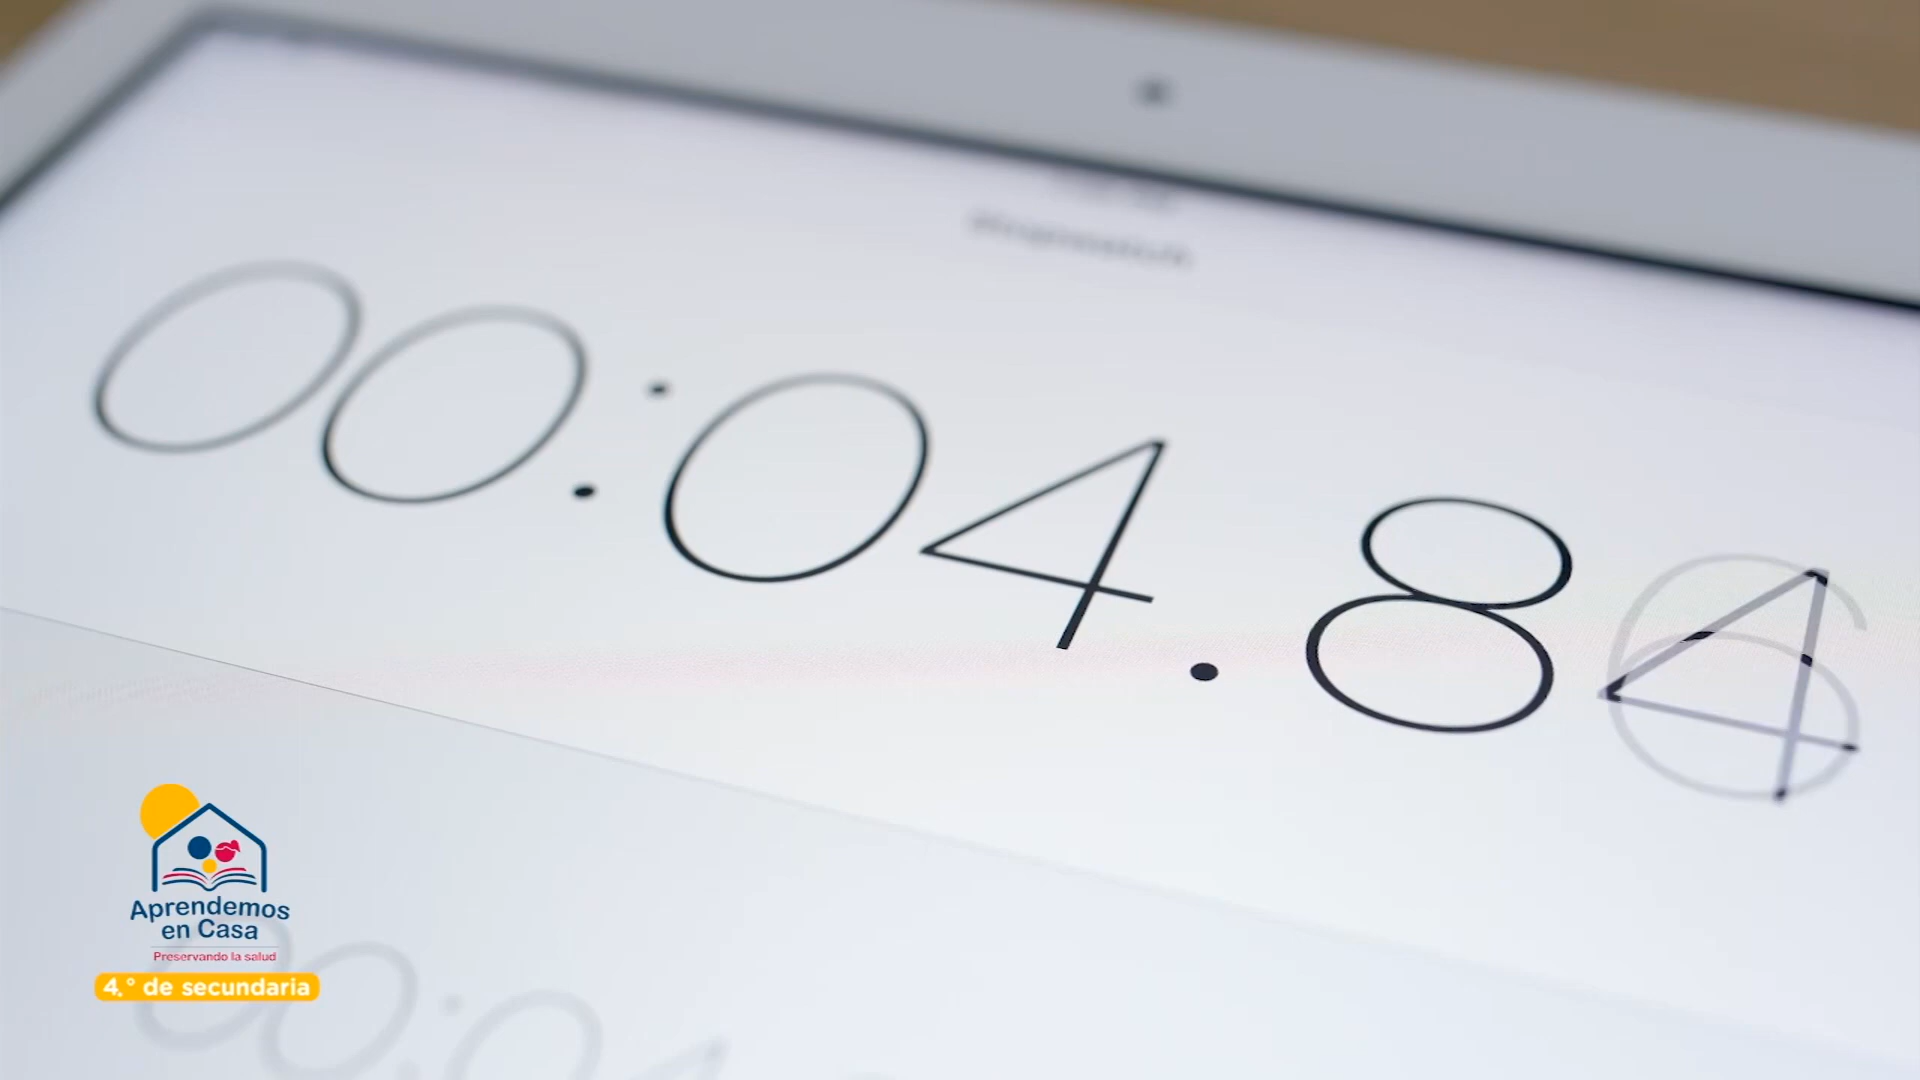 00:04.84
Aprendemos
en Casa
Preservando la salud
4.° de secundaria